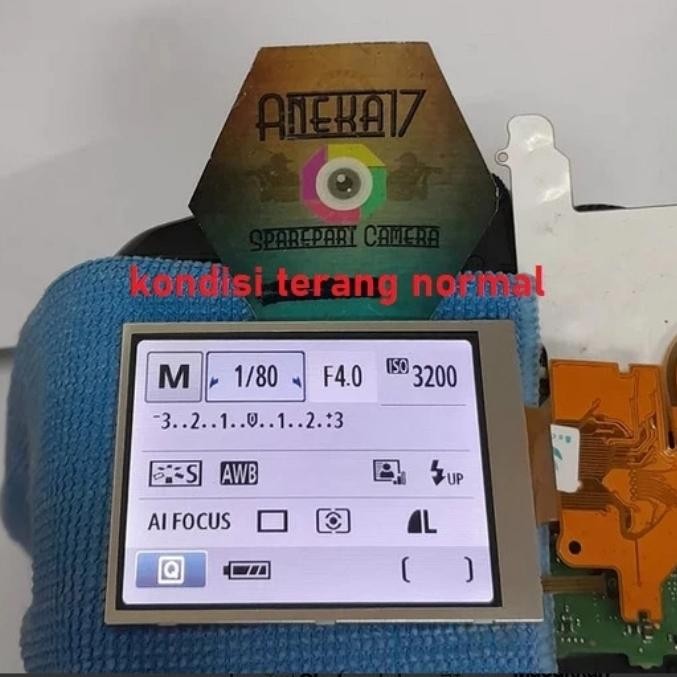 ANEKA17
SPAREPART CAMERA
kondisi terang normal
M 1/80 F4.0 ISO 3200
-3..2..1..0..1..2.:+3
S AWB UP
AI FOCUS L
Q